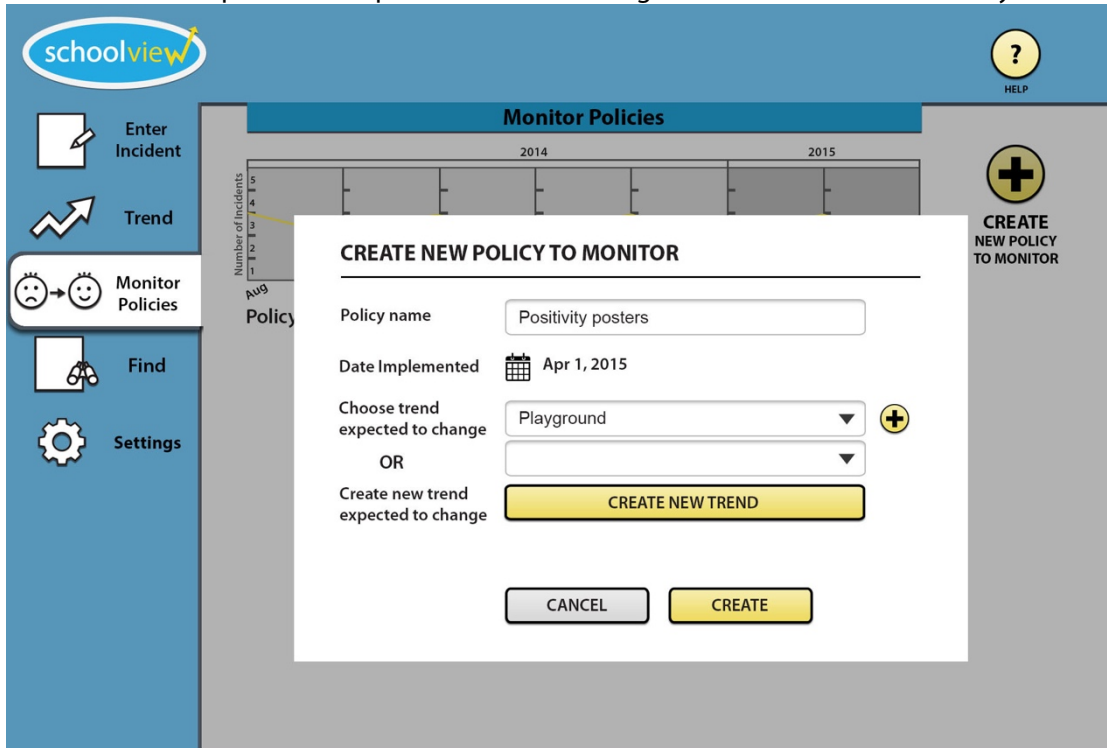 schoolview
?
HELP
Enter
Incident
Trend
Monitor
Policies
Find
Settings
Monitor Policies
2014 2015
Number of Incidents
5
4
3
2
1
Aug
Policy
CREATE
NEW POLICY
TO MONITOR
CREATE NEW POLICY TO MONITOR
Policy name Positivity posters
Date Implemented Apr 1, 2015
Choose trend
expected to change Playground
OR
Create new trend
expected to change CREATE NEW TREND
CANCEL CREATE